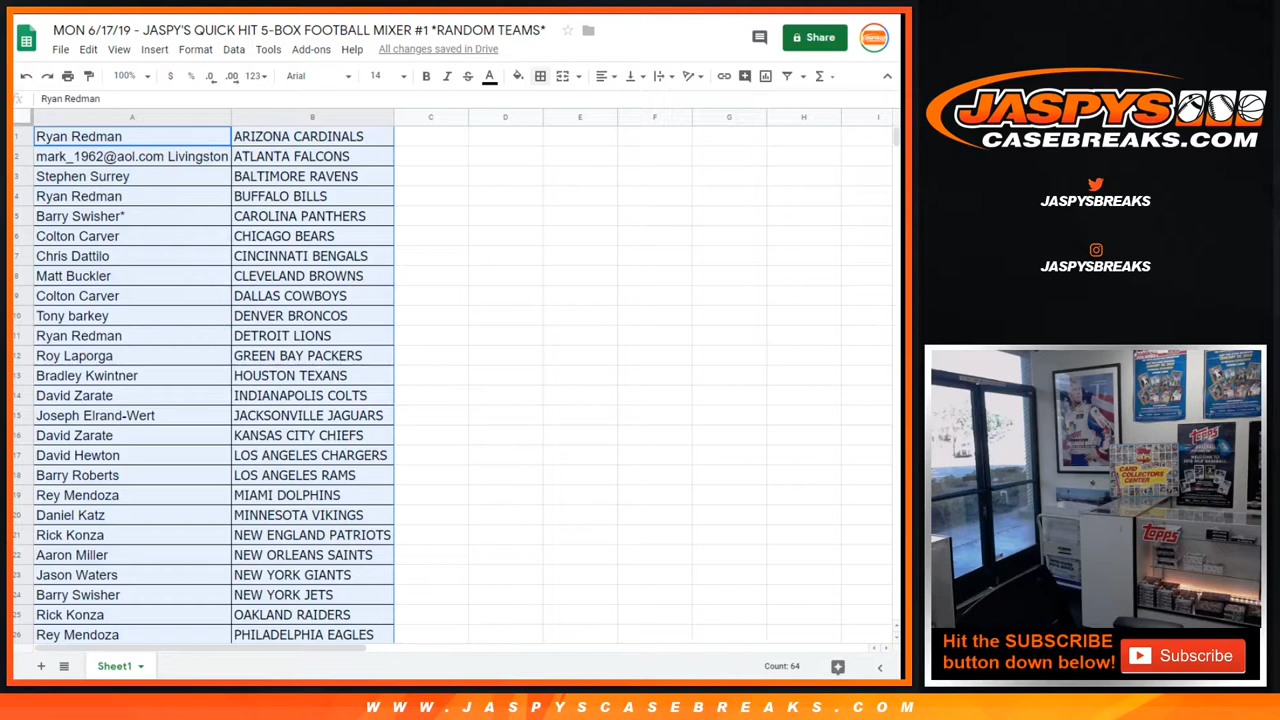 MON 6/17/19 - JASPY'S QUICK HIT 5-BOX FOOTBALL MIXER #1 *RANDOM TEAMS*
File Edit View Insert Format Data Tools Add-ons Help All changes saved in Drive
Share
100% $ % .0 .00 123 Arial 14 B I S A
fx Ryan Redman
A B C D E F G H I
1 Ryan Redman ARIZONA CARDINALS
2 mark_1962@aol.com Livingston ATLANTA FALCONS
3 Stephen Surrey BALTIMORE RAVENS
4 Ryan Redman BUFFALO BILLS
5 Barry Swisher* CAROLINA PANTHERS
6 Colton Carver CHICAGO BEARS
7 Chris Dattilo CINCINNATI BENGALS
8 Matt Buckler CLEVELAND BROWNS
9 Colton Carver DALLAS COWBOYS
10 Tony barkey DENVER BRONCOS
11 Ryan Redman DETROIT LIONS
12 Roy Laporga GREEN BAY PACKERS
13 Bradley Kwintner HOUSTON TEXANS
14 David Zarate INDIANAPOLIS COLTS
15 Joseph Elrand-Wert JACKSONVILLE JAGUARS
16 David Zarate KANSAS CITY CHIEFS
17 David Hewton LOS ANGELES CHARGERS
18 Barry Roberts LOS ANGELES RAMS
19 Rey Mendoza MIAMI DOLPHINS
20 Daniel Katz MINNESOTA VIKINGS
21 Rick Konza NEW ENGLAND PATRIOTS
22 Aaron Miller NEW ORLEANS SAINTS
23 Jason Waters NEW YORK GIANTS
24 Barry Swisher NEW YORK JETS
25 Rick Konza OAKLAND RAIDERS
26 Rey Mendoza PHILADELPHIA EAGLES
Sheet1
Count: 64
JASPYS
CASEBREAKS.COM
JASPYSBREAKS
JASPYSBREAKS
topps
CARD COLLECTORS CENTER
topps
Hit the SUBSCRIBE
button down below!
Subscribe
WWW.JASPYSCASEBREAKS.COM